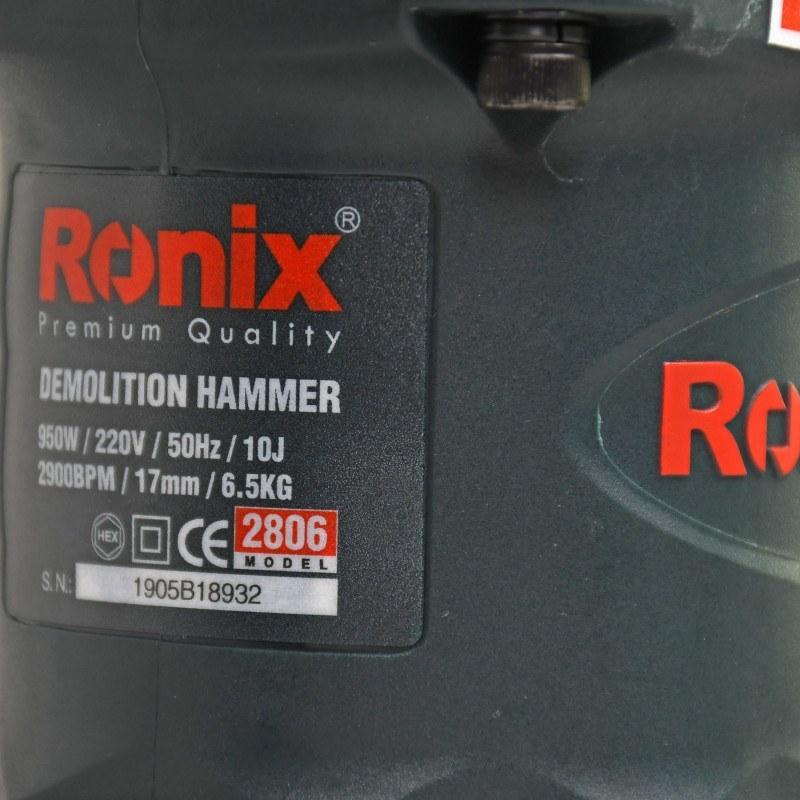 Ronix®
Premium Quality
DEMOLITION HAMMER
950W / 220V / 50Hz / 10J
2900BPM / 17mm / 6.5KG
HEX CE 2806
MODEL
S.N.: 1905B18932
Ro